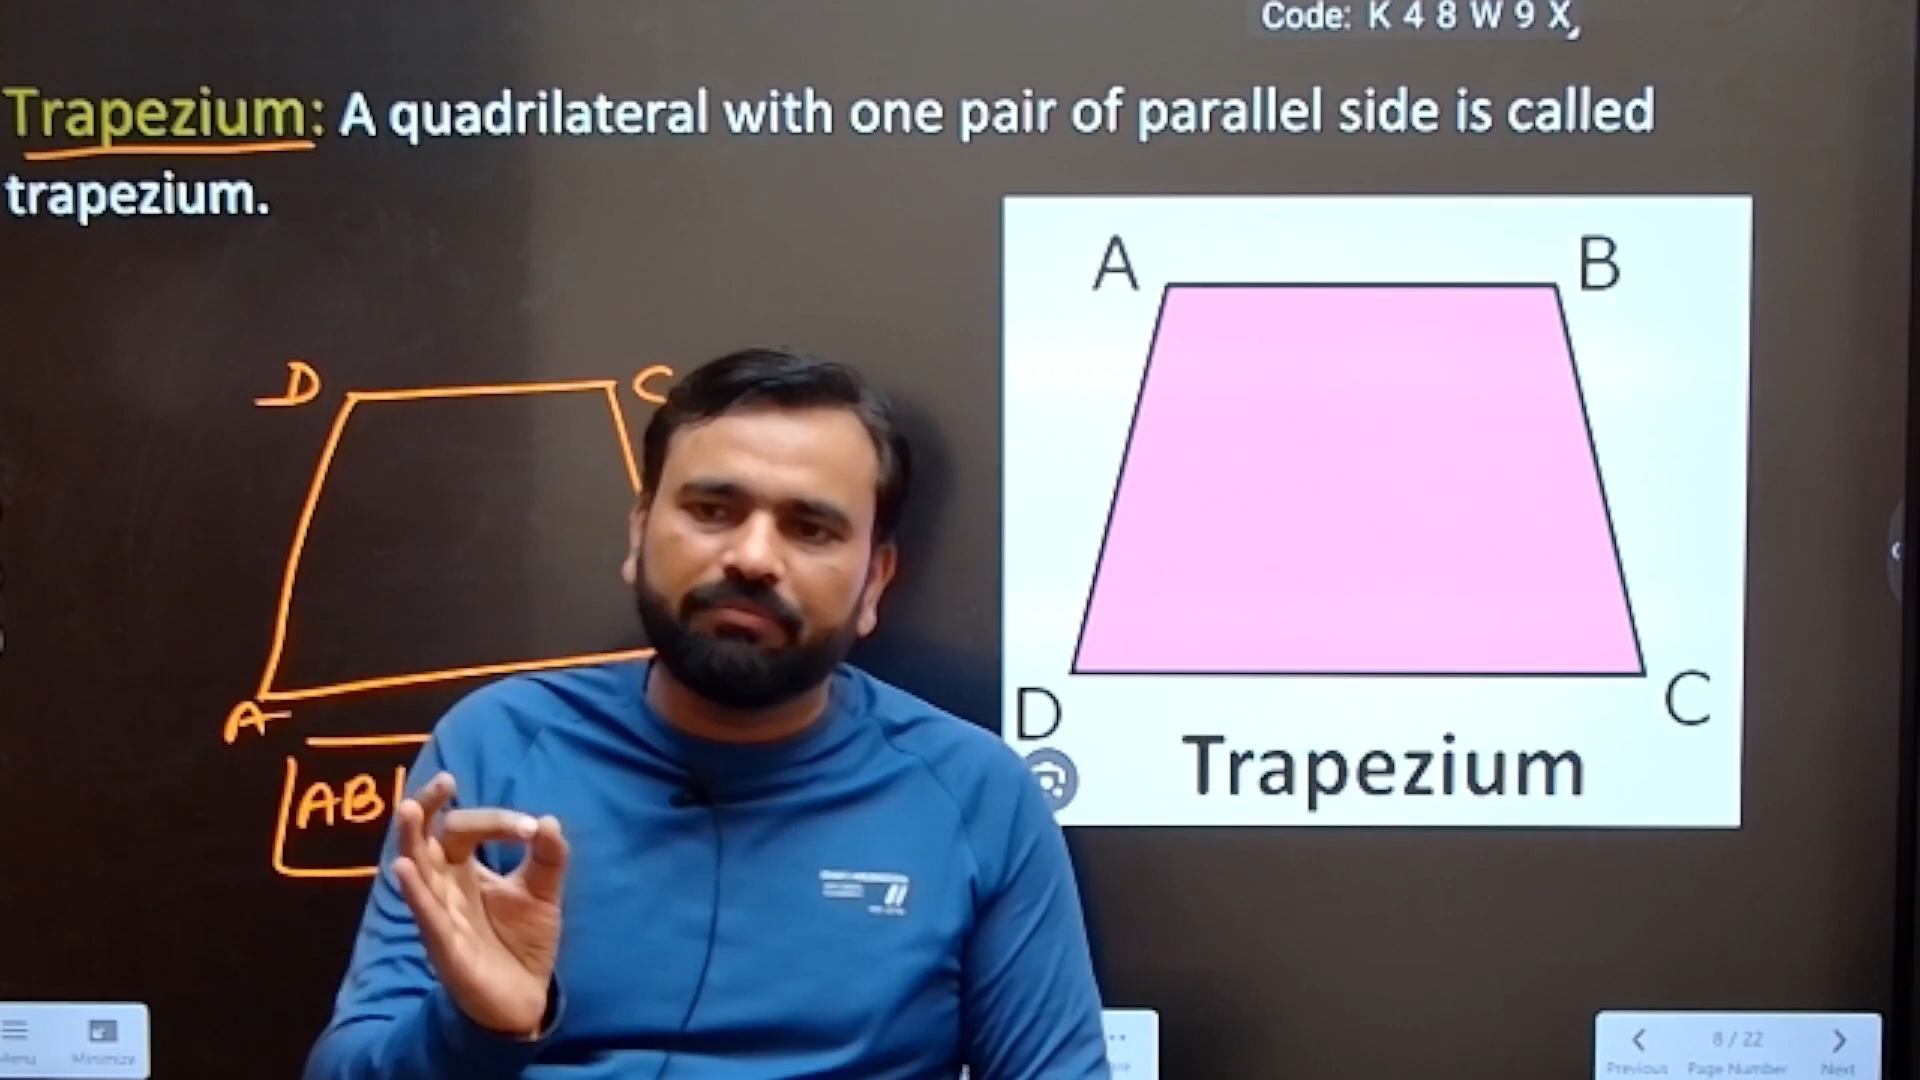 Code: K 4 8 W 9 X
Trapezium: A quadrilateral with one pair of parallel side is called
trapezium.
A B
D C
D C
A
AB
Trapezium
Menu Minimize
8 / 22
Previous Page Number Next